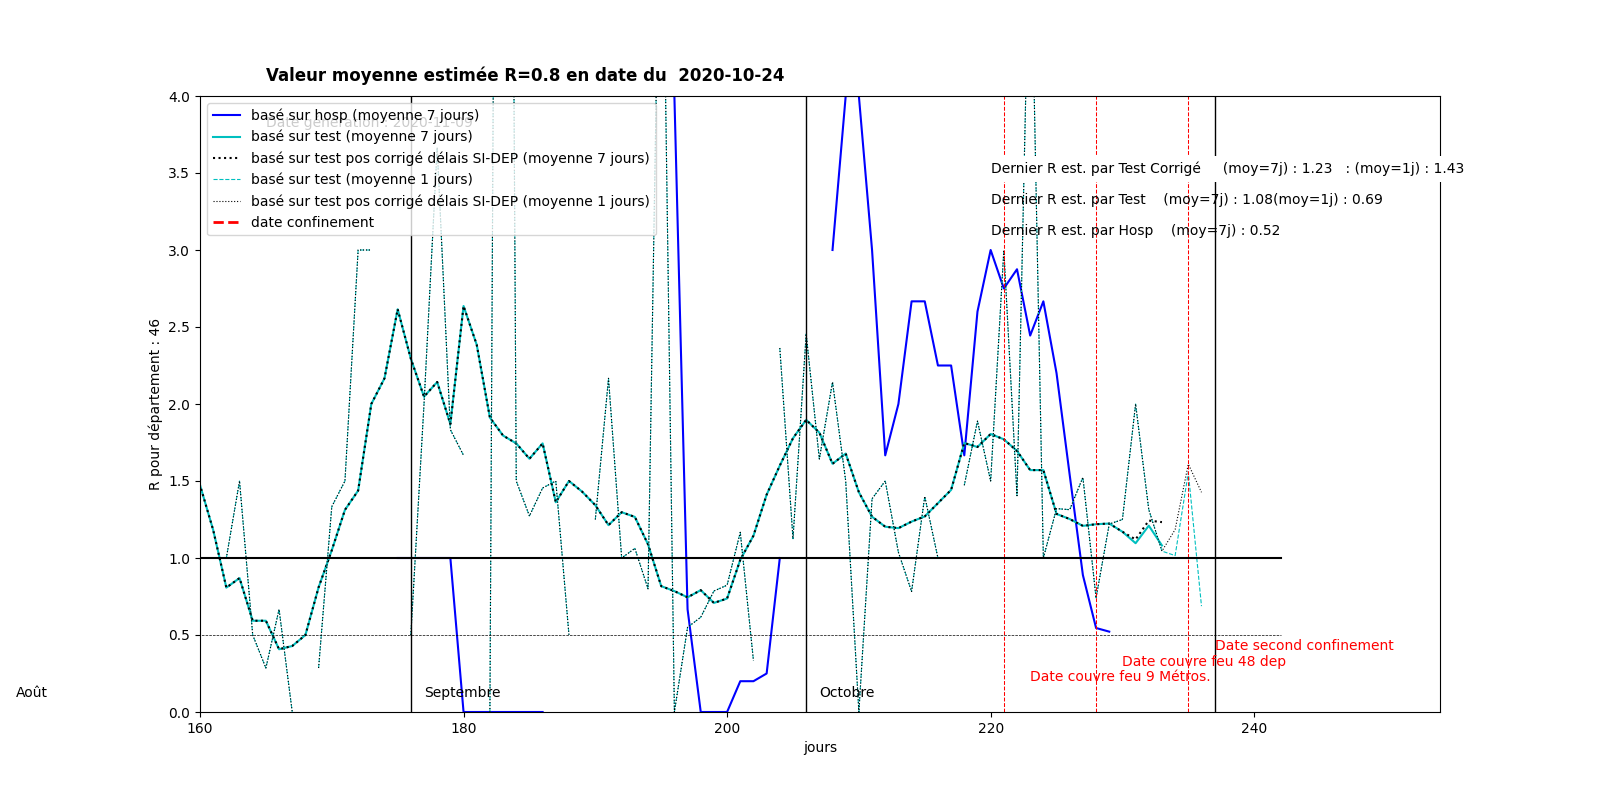 Valeur moyenne estimée R=0.8 en date du  2020-10-24
Date génération : 2020-11-09
basé sur hosp (moyenne 7 jours)
basé sur test (moyenne 7 jours)
basé sur test pos corrigé délais SI-DEP (moyenne 7 jours)
basé sur test (moyenne 1 jours)
basé sur test pos corrigé délais SI-DEP (moyenne 1 jours)
date confinement
Dernier R est. par Test Corrigé     (moy=7j) : 1.23   : (moy=1j) : 1.43
Dernier R est. par Test    (moy=7j) : 1.08(moy=1j) : 0.69
Dernier R est. par Hosp    (moy=7j) : 0.52
R pour département : 46
4.0
3.5
3.0
2.5
2.0
1.5
1.0
0.5
0.0
Date second confinement
Date couvre feu 48 dep
Date couvre feu 9 Métros.
Août
Septembre
Octobre
160
180
200
220
240
jours